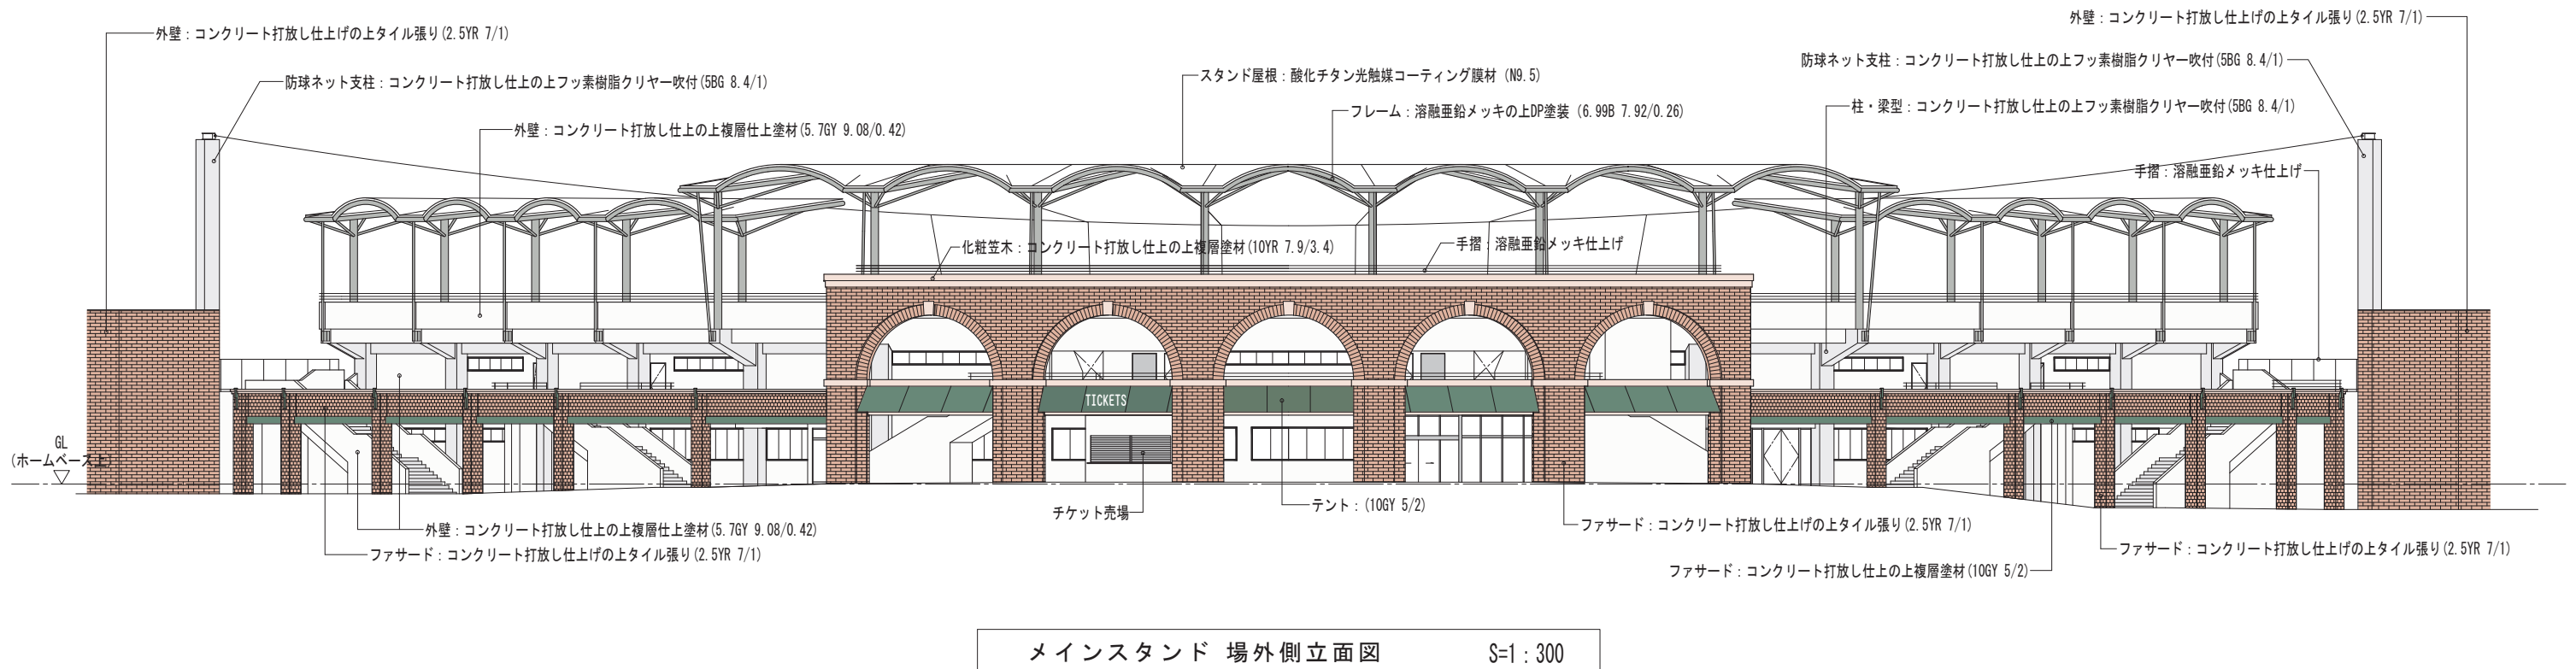 外壁：コンクリート打放し仕上げの上タイル張り(2.5YR 7/1)
外壁：コンクリート打放し仕上げの上タイル張り(2.5YR 7/1)
防球ネット支柱：コンクリート打放し仕上の上フッ素樹脂クリヤー吹付(5BG 8.4/1)
スタンド屋根：酸化チタン光触媒コーティング膜材 (N9.5)
防球ネット支柱：コンクリート打放し仕上の上フッ素樹脂クリヤー吹付(5BG 8.4/1)
フレーム：溶融亜鉛メッキの上DP塗装 (6.99B 7.92/0.26)
柱・梁型：コンクリート打放し仕上の上フッ素樹脂クリヤー吹付(5BG 8.4/1)
外壁：コンクリート打放し仕上の上複層仕上塗材(5.7GY 9.08/0.42)
手摺：溶融亜鉛メッキ仕上げ
化粧笠木：コンクリート打放し仕上の上複層塗材(10YR 7.9/3.4)
手摺：溶融亜鉛メッキ仕上げ
TICKETS
GL
(ホームベース上)
チケット売場
テント：(10GY 5/2)
外壁：コンクリート打放し仕上の上複層仕上塗材(5.7GY 9.08/0.42)
ファサード：コンクリート打放し仕上げの上タイル張り(2.5YR 7/1)
ファサード：コンクリート打放し仕上げの上タイル張り(2.5YR 7/1)
ファサード：コンクリート打放し仕上げの上タイル張り(2.5YR 7/1)
ファサード：コンクリート打放し仕上の上複層塗材(10GY 5/2)
メインスタンド 場外側立面図 S=1：300